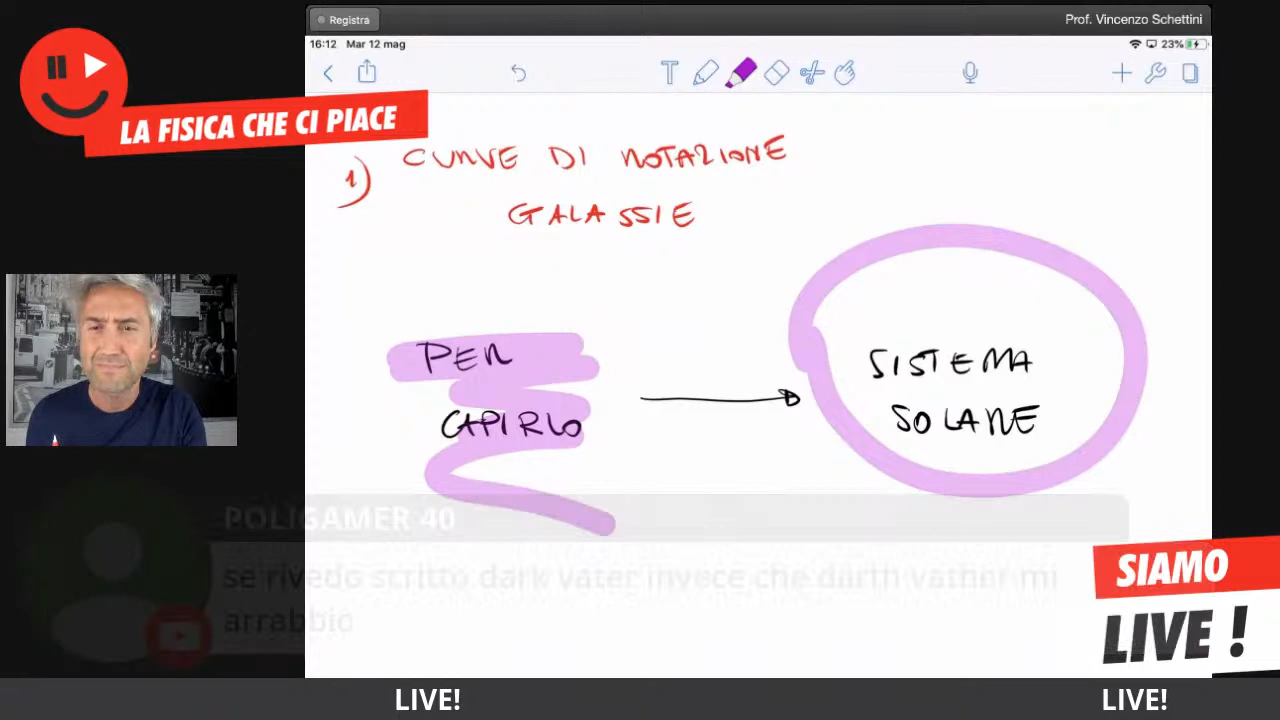 Registra
Prof. Vincenzo Schettini
16:12 Mar 12 mag
23%
LA FISICA CHE CI PIACE
1) CURVE DI ROTAZIONE
GALASSIE
PER
CAPIRLO
SISTEMA
SOLARE
POLIGAMER 40
se rivedo scritto dark vater invece che darth vather mi
arrabbio
SIAMO
LIVE !
LIVE!
LIVE!